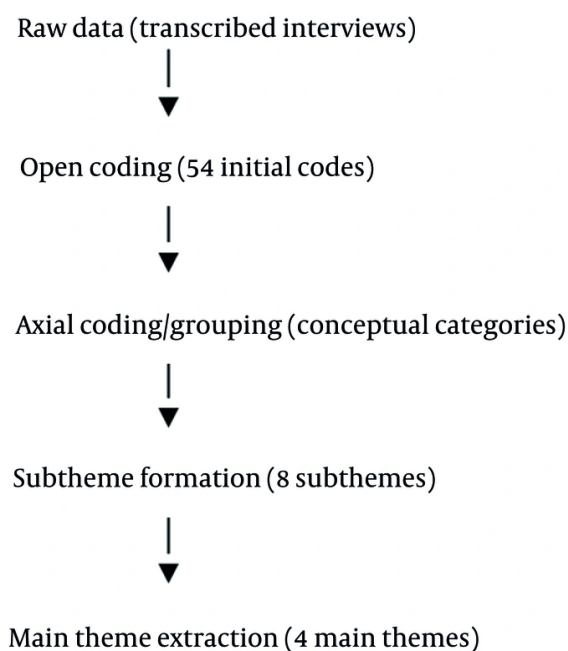 Raw data (transcribed interviews)
Open coding (54 initial codes)
Axial coding/grouping (conceptual categories)
Subtheme formation (8 subthemes)
Main theme extraction (4 main themes)